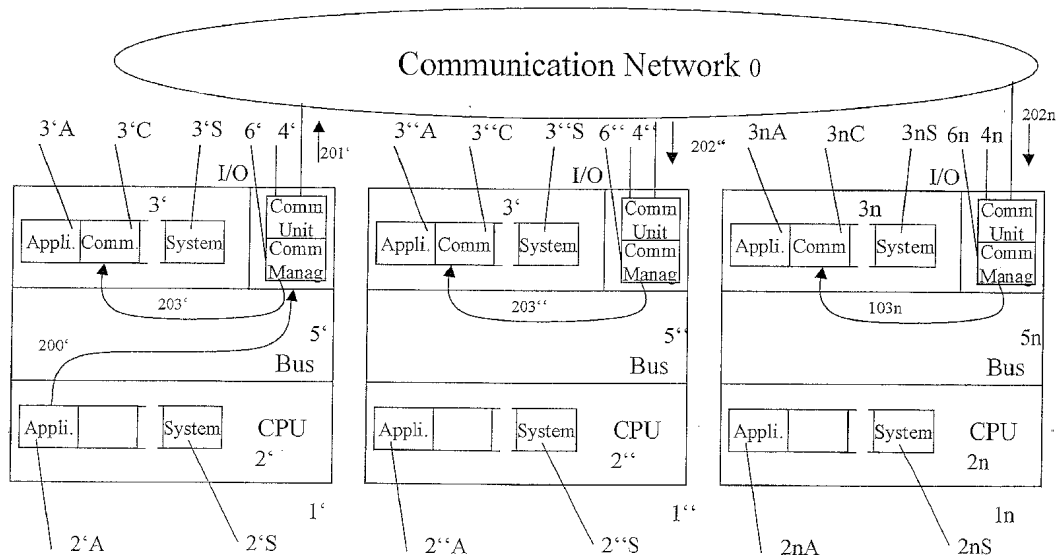 Communication Network 0
3‘A 3‘C 3‘S 6‘ 4‘ 201‘ 3‘‘A 3‘‘C 3‘‘S 6‘‘ 4‘‘ 202‘‘ 3nA 3nC 3nS 6n 4n 202n
I/O I/O I/O
3‘ 3‘ 3n
Appli. Comm. System Comm Unit Comm Manag
Appli. Comm System Comm Unit Comm Manag
Appli. Comm System Comm Unit Comm Manag
203‘ 203‘‘ 103n
200‘ 5‘ 5‘‘ 5n
Bus Bus Bus
Appli. System CPU Appli. System CPU Appli. System CPU
2‘ 2‘‘ 2n
1‘ 1‘‘ 1n
2‘A 2‘S 2‘‘A 2‘‘S 2nA 2nS